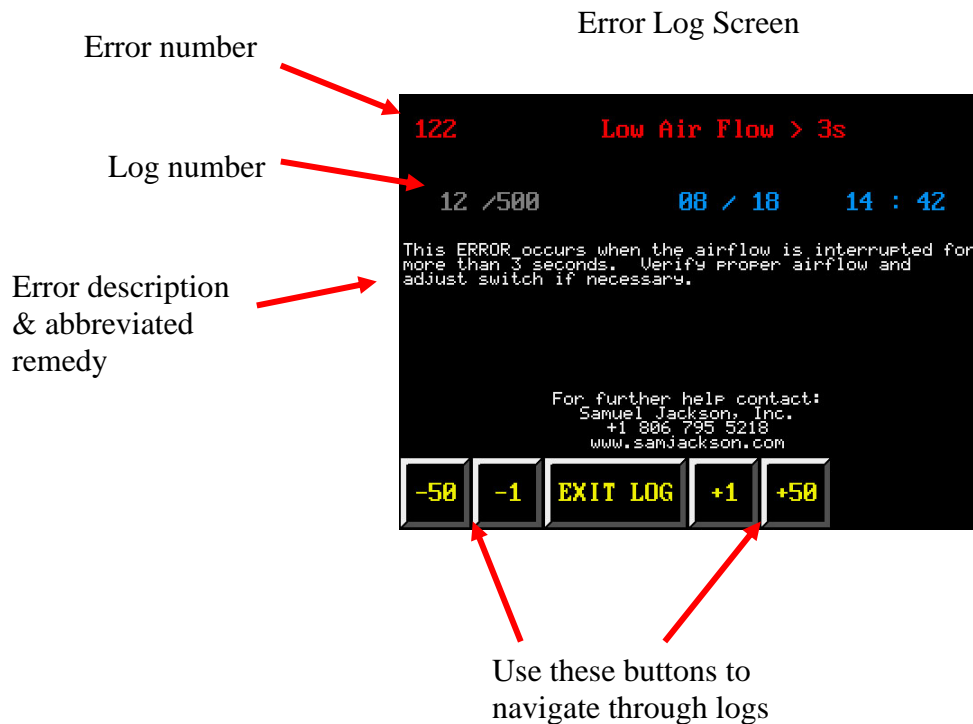 Error Log Screen
Error number
122 Low Air Flow > 3s
Log number
12 /500 08 / 18 14 : 42
This ERROR occurs when the airflow is interrupted for
more than 3 seconds. Verify proper airflow and
adjust switch if necessary.
Error description
& abbreviated
remedy
For further help contact:
Samuel Jackson, Inc.
+1 806 795 5218
www.samjackson.com
-50 -1 EXIT LOG +1 +50
Use these buttons to
navigate through logs